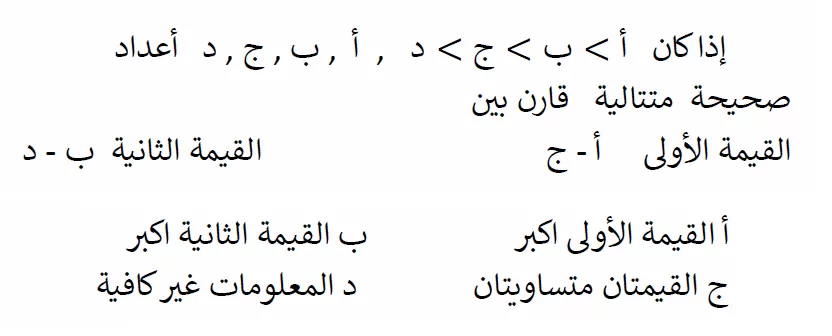 إذا كان أ < ب < ج < د , أ , ب , ج , د أعداد
صحيحة متتالية قارن بين
القيمة الأولى أ - ج القيمة الثانية ب - د
أ القيمة الأولى اكبر ب القيمة الثانية اكبر
ج القيمتان متساويتان د المعلومات غير كافية